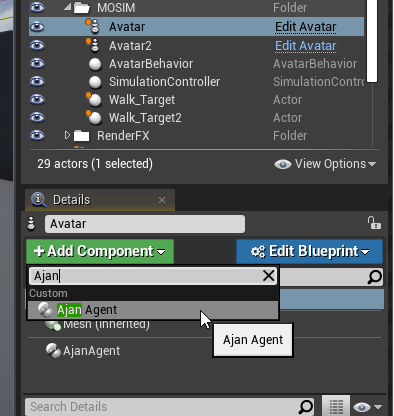 MOSIM Folder
Avatar Edit Avatar
Avatar2 Edit Avatar
AvatarBehavior AvatarBehavior
SimulationController SimulationContr
Walk_Target Actor
Walk_Target2 Actor
RenderFX Folder
29 actors (1 selected) View Options
Details
Avatar
+ Add Component Edit Blueprint
Ajan
Custom
Ajan Agent
Mesh (Inherited)
Ajan Agent
AjanAgent
Search Details